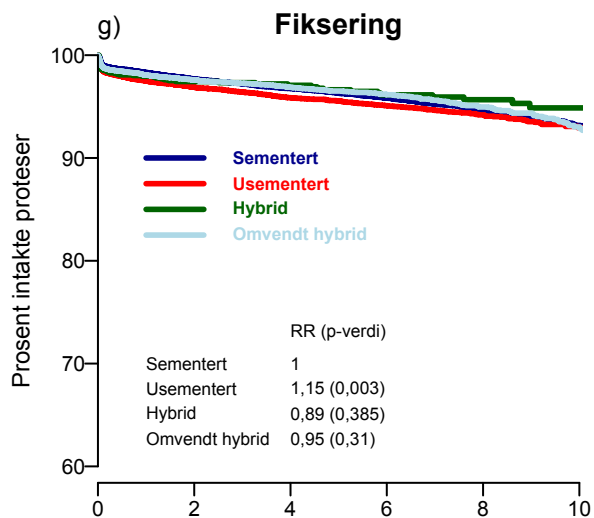 g) Fiksering
100
90
80
70
60
Prosent intakte proteser
Sementert
Usementert
Hybrid
Omvendt hybrid
RR (p-verdi)
Sementert 1
Usementert 1,15 (0,003)
Hybrid 0,89 (0,385)
Omvendt hybrid 0,95 (0,31)
0 2 4 6 8 10